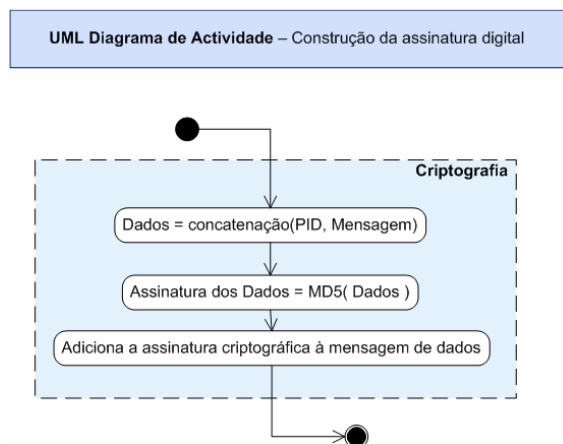 UML Diagrama de Actividade – Construção da assinatura digital
Criptografia
Dados = concatenação(PID, Mensagem)
Assinatura dos Dados = MD5( Dados )
Adiciona a assinatura criptográfica à mensagem de dados